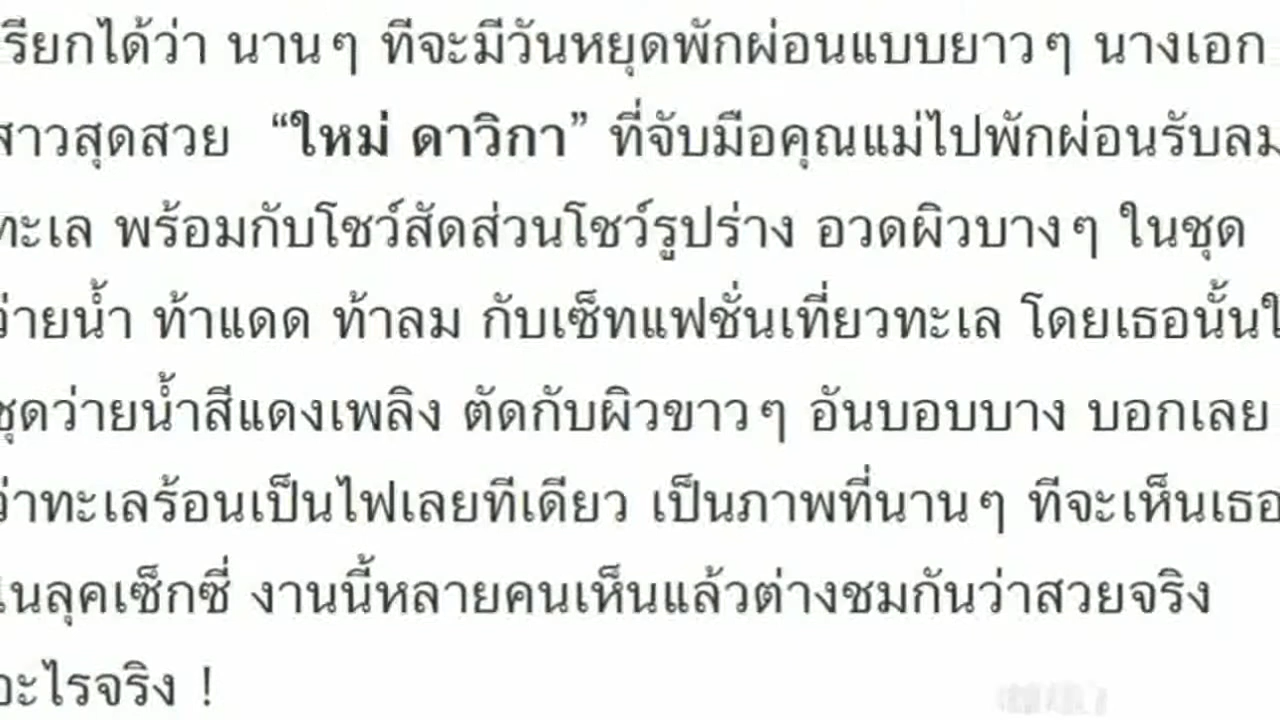 รียกได้ว่า นานๆ ทีจะมีวันหยุดพักผ่อนแบบยาวๆ นางเอก
สาวสุดสวย “ใหม่ ดาวิกา” ที่จับมือคุณแม่ไปพักผ่อนรับลม
ทะเล พร้อมกับโชว์สัดส่วนโชว์รูปร่าง อวดผิวบางๆ ในชุด
ว่ายน้ำ ท้าแดด ท้าลม กับเซ็ทแฟชั่นเที่ยวทะเล โดยเธอนั้นใ
ชุดว่ายน้ำสีแดงเพลิง ตัดกับผิวขาวๆ อันบอบบาง บอกเลย
ว่าทะเลร้อนเป็นไฟเลยทีเดียว เป็นภาพที่นานๆ ทีจะเห็นเธอ
ในลุคเซ็กซี่ งานนี้หลายคนเห็นแล้วต่างชมกันว่าสวยจริง
อะไรจริง !